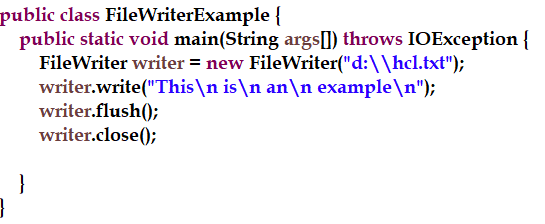 public class FileWriterExample {
public static void main(String args[]) throws IOException {
FileWriter writer = new FileWriter("d:\\hcl.txt");
writer.write("This\n is\n an\n example\n");
writer.flush();
writer.close();
}
}